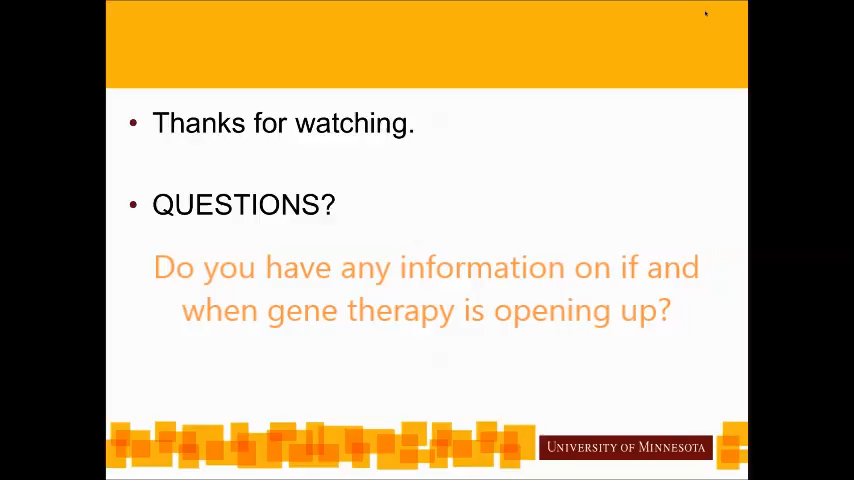 Thanks for watching.
QUESTIONS?
Do you have any information on if and
when gene therapy is opening up?
UNIVERSITY OF MINNESOTA